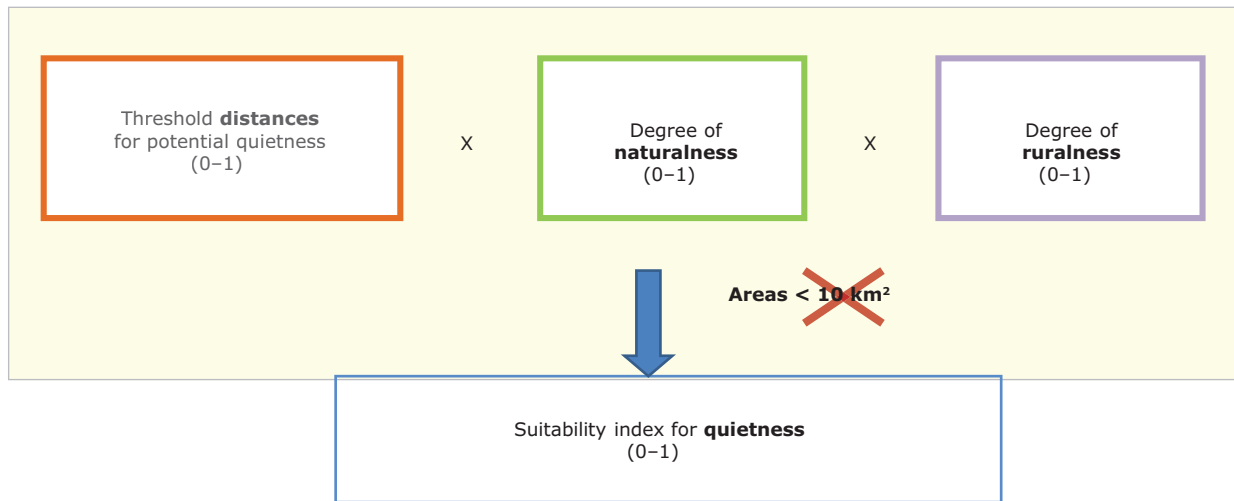 Threshold distances
for potential quietness
(0–1)
X
Degree of
naturalness
(0–1)
X
Degree of
ruralness
(0–1)
Areas < 10 km²
Suitability index for quietness
(0–1)